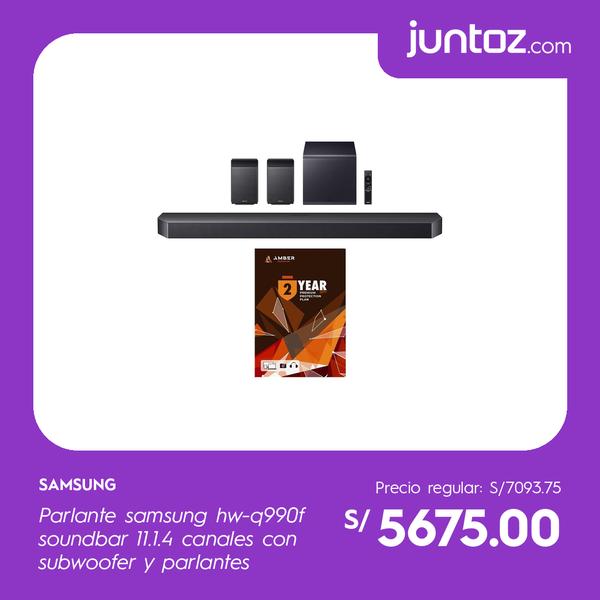 juntoz.com
AMBER
2 YEAR
PREMIUM
PROTECTION
PLAN
SAMSUNG
Parlante samsung hw-q990f
soundbar 11.1.4 canales con
subwoofer y parlantes
Precio regular: S/7093.75
S/ 5675.00